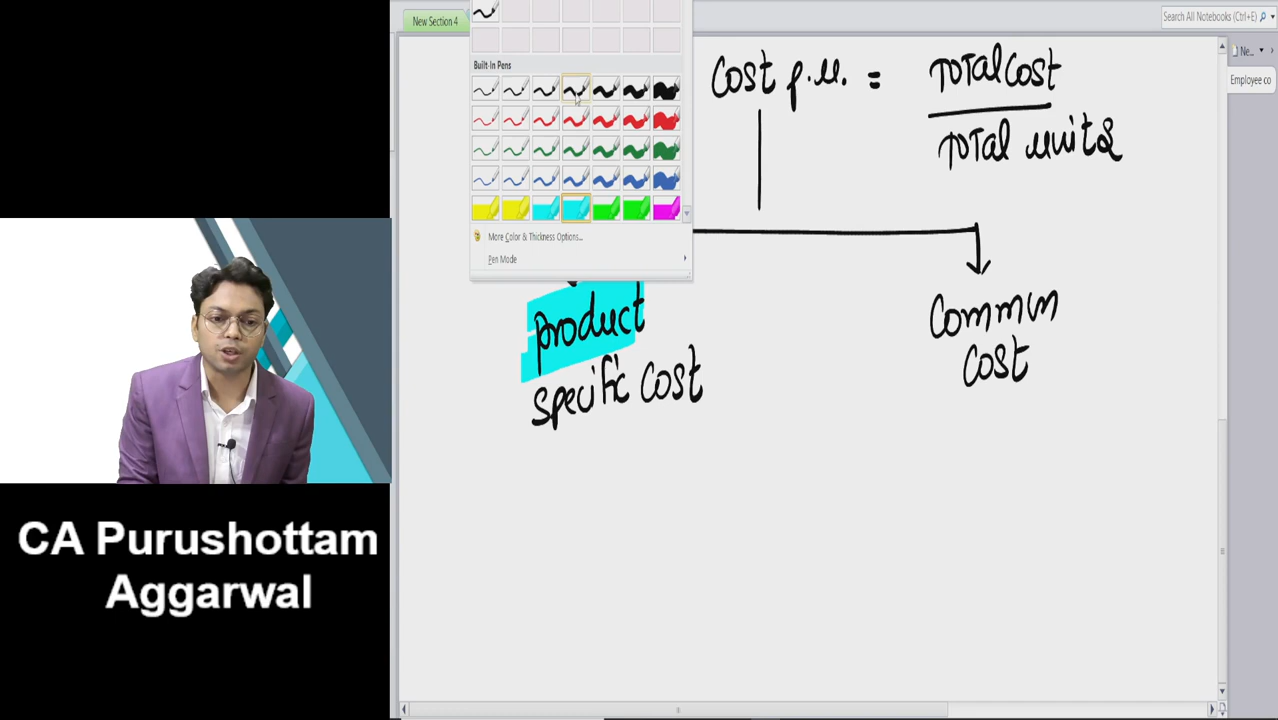 New Section 4
Search All Notebooks (Ctrl+E)
Ne...
Employee co
Built-In Pens
More Color & Thickness Options...
Pen Mode
Cost p.u. = Total Cost
Total units
product
specific cost
Common
cost
CA Purushottam
Aggarwal